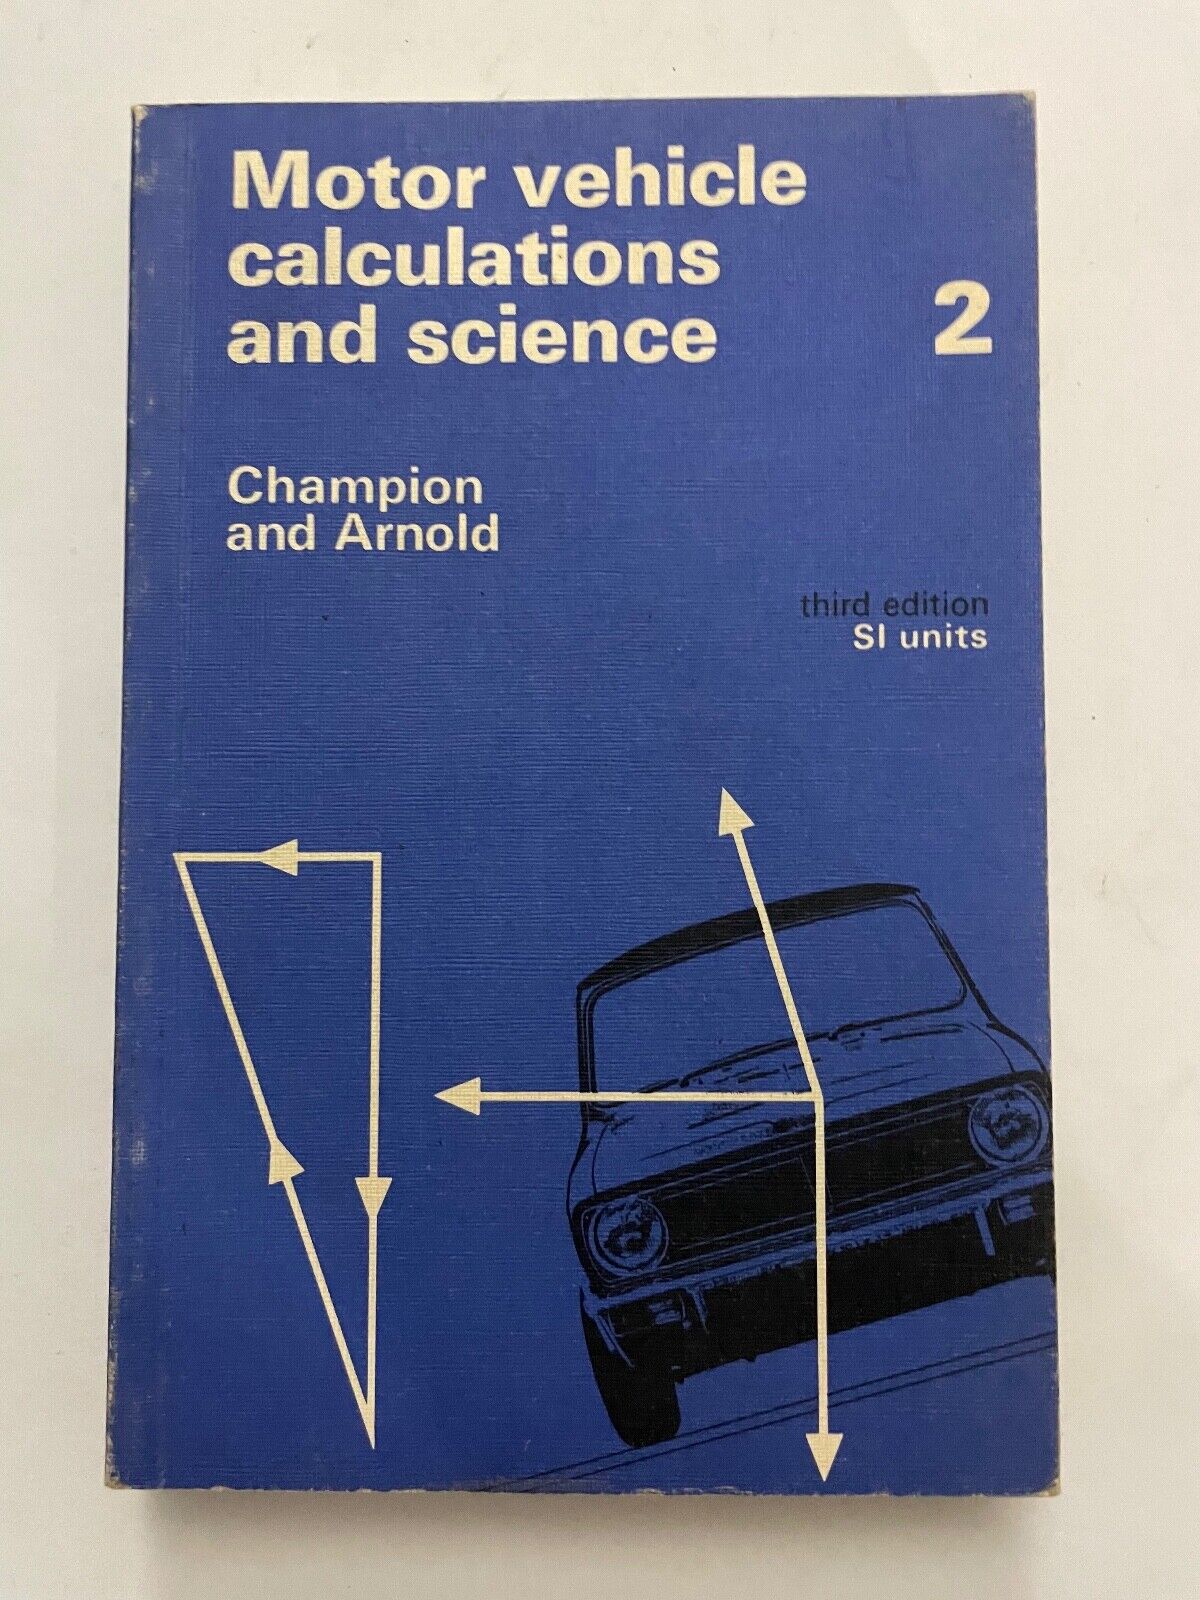 Motor vehicle
calculations
and science
2
Champion
and Arnold
third edition
SI units